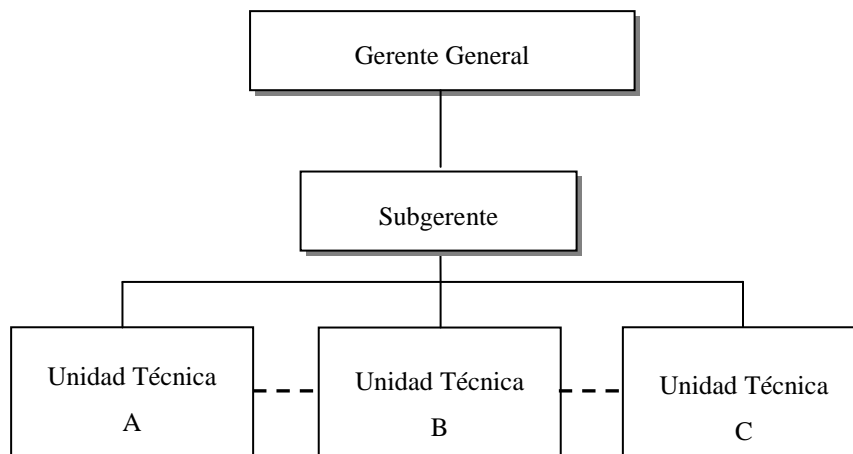 Gerente General
Subgerente
Unidad Técnica
A
Unidad Técnica
B
Unidad Técnica
C